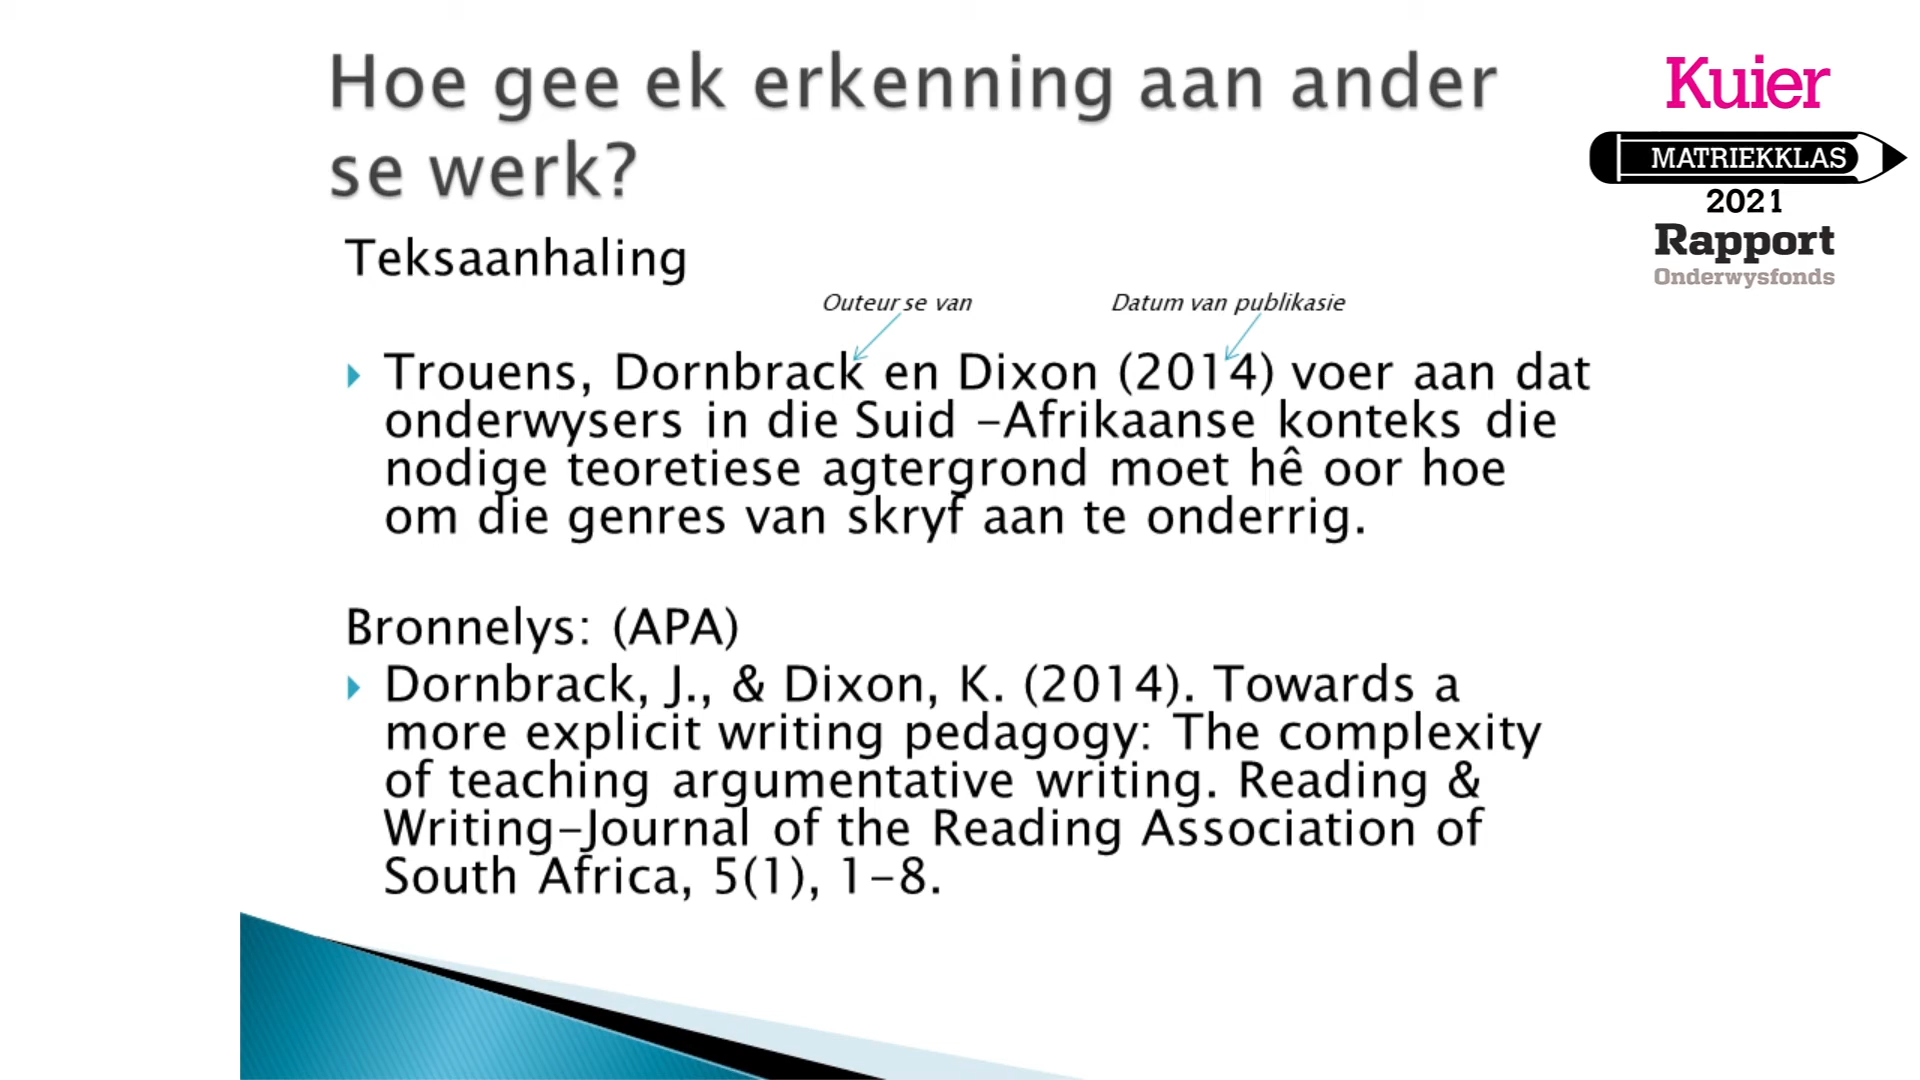 Hoe gee ek erkenning aan ander
se werk?
Kuier
MATRIEKKLAS
2021
Rapport
Onderwysfonds
Teksaanhaling
Outeur se van
Datum van publikasie
Trouens, Dornbrack en Dixon (2014) voer aan dat
onderwysers in die Suid -Afrikaanse konteks die
nodige teoretiese agtergrond moet hê oor hoe
om die genres van skryf aan te onderrig.
Bronnelys: (APA)
Dornbrack, J., & Dixon, K. (2014). Towards a
more explicit writing pedagogy: The complexity
of teaching argumentative writing. Reading &
Writing-Journal of the Reading Association of
South Africa, 5(1), 1-8.